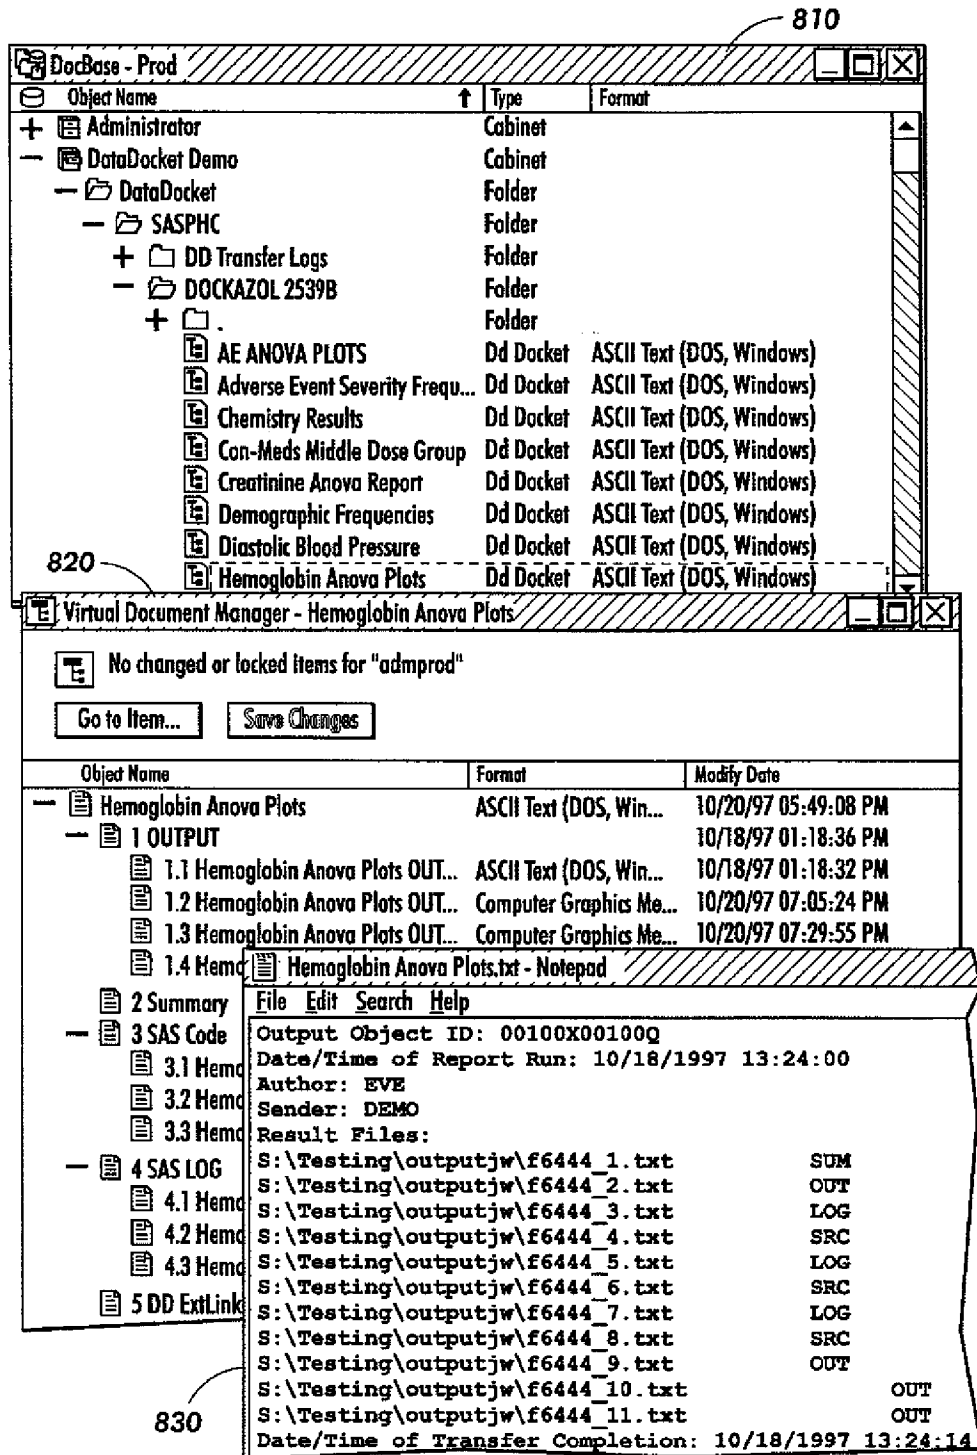 810
DocBase - Prod
Object Name Type Format
Administrator Cabinet
DataDocket Demo Cabinet
DataDocket Folder
SASPHC Folder
DD Transfer Logs Folder
DOCKAZOL 2539B Folder
. Folder
AE ANOVA PLOTS Dd Docket ASCII Text (DOS, Windows)
Adverse Event Severity Frequ... Dd Docket ASCII Text (DOS, Windows)
Chemistry Results Dd Docket ASCII Text (DOS, Windows)
Con-Meds Middle Dose Group Dd Docket ASCII Text (DOS, Windows)
Creatinine Anova Report Dd Docket ASCII Text (DOS, Windows)
Demographic Frequencies Dd Docket ASCII Text (DOS, Windows)
Diastolic Blood Pressure Dd Docket ASCII Text (DOS, Windows)
820
Hemoglobin Anova Plots Dd Docket ASCII Text (DOS, Windows)
Virtual Document Manager - Hemoglobin Anova Plots
No changed or locked items for "admprod"
Go to Item... Save Changes
Object Name Format Modify Date
Hemoglobin Anova Plots ASCII Text (DOS, Win... 10/20/97 05:49:08 PM
1 OUTPUT 10/18/97 01:18:36 PM
1.1 Hemoglobin Anova Plots OUT... ASCII Text (DOS, Win... 10/18/97 01:18:32 PM
1.2 Hemoglobin Anova Plots OUT... Computer Graphics Me... 10/20/97 07:05:24 PM
1.3 Hemoglobin Anova Plots OUT... Computer Graphics Me... 10/20/97 07:29:55 PM
1.4 Hemo
2 Summary
3 SAS Code
3.1 Hemo
3.2 Hemo
3.3 Hemo
4 SAS LOG
4.1 Hemo
4.2 Hemo
4.3 Hemo
5 DD ExtLink
Hemoglobin Anova Plots.txt - Notepad
File Edit Search Help
Output Object ID: 00100X00100Q
Date/Time of Report Run: 10/18/1997 13:24:00
Author: EVE
Sender: DEMO
Result Files:
S:\Testing\outputjw\f6444_1.txt SUM
S:\Testing\outputjw\f6444_2.txt OUT
S:\Testing\outputjw\f6444_3.txt LOG
S:\Testing\outputjw\f6444_4.txt SRC
S:\Testing\outputjw\f6444_5.txt LOG
S:\Testing\outputjw\f6444_6.txt SRC
S:\Testing\outputjw\f6444_7.txt LOG
S:\Testing\outputjw\f6444_8.txt SRC
S:\Testing\outputjw\f6444_9.txt OUT
S:\Testing\outputjw\f6444_10.txt OUT
S:\Testing\outputjw\f6444_11.txt OUT
Date/Time of Transfer Completion: 10/18/1997 13:24:14
830